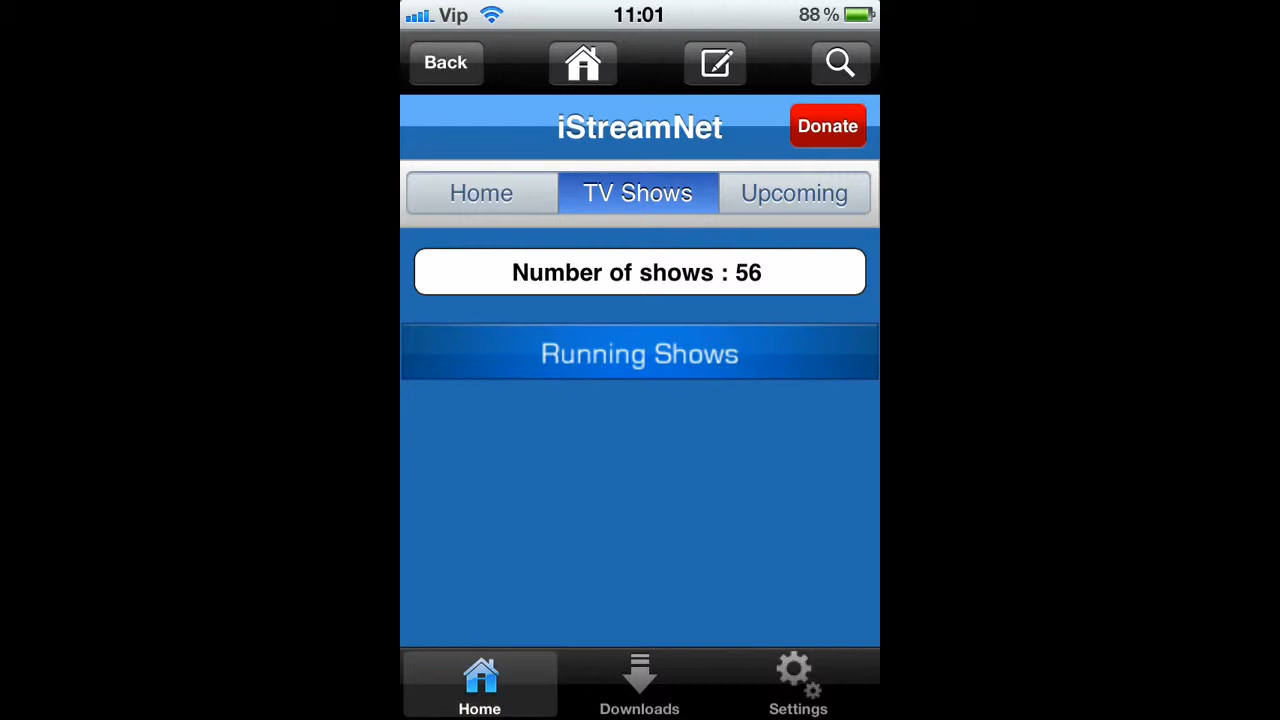 Vip 11:01 88 %
Back
iStreamNet Donate
Home TV Shows Upcoming
Number of shows : 56
Running Shows
Home Downloads Settings